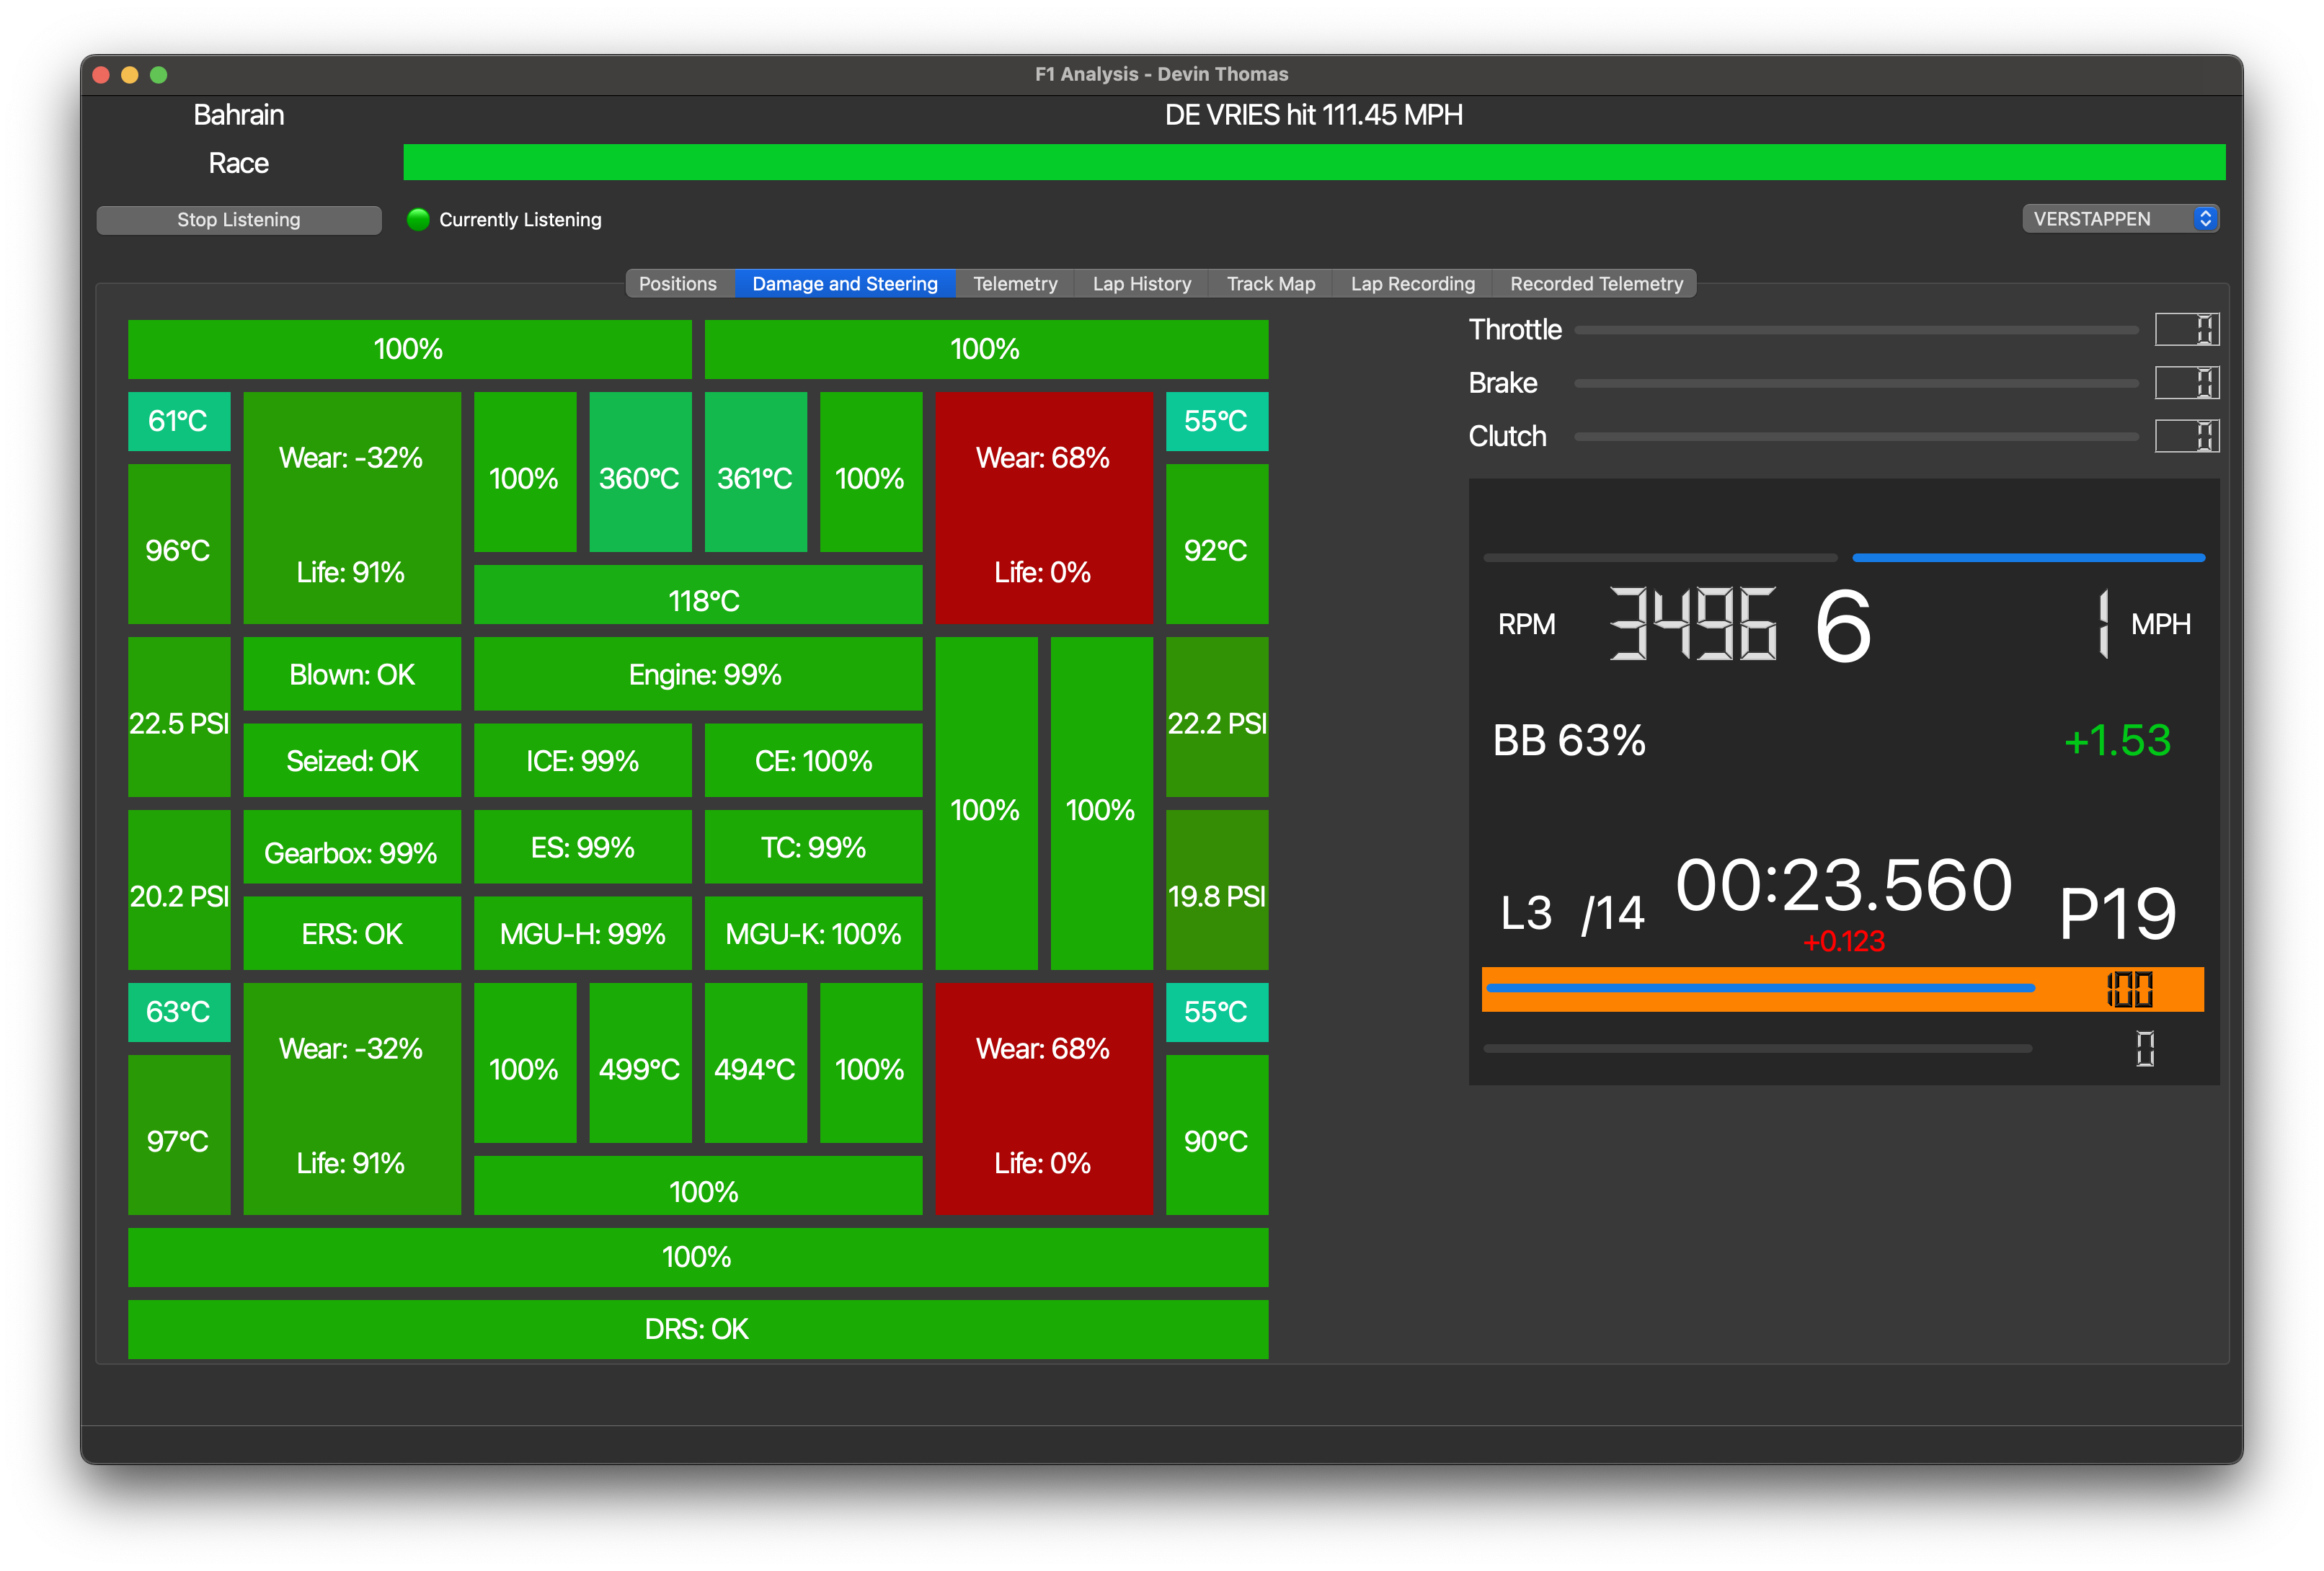 F1 Analysis - Devin Thomas
Bahrain
DE VRIES hit 111.45 MPH
Race
Stop Listening
Currently Listening
VERSTAPPEN
Positions
Damage and Steering
Telemetry
Lap History
Track Map
Lap Recording
Recorded Telemetry
100%
100%
61°C
Wear: -32%
Life: 91%
100%
360°C
361°C
100%
Wear: 68%
Life: 0%
55°C
96°C
92°C
118°C
22.5 PSI
Blown: OK
Engine: 99%
22.2 PSI
Seized: OK
ICE: 99%
CE: 100%
100%
100%
20.2 PSI
Gearbox: 99%
ES: 99%
TC: 99%
19.8 PSI
ERS: OK
MGU-H: 99%
MGU-K: 100%
63°C
Wear: -32%
Life: 91%
100%
499°C
494°C
100%
Wear: 68%
Life: 0%
55°C
97°C
90°C
100%
100%
DRS: OK
Throttle
0
Brake
0
Clutch
0
RPM 3496 6 1 MPH
BB 63%
+1.53
L3 /14
00:23.560
+0.123
P19
100
0